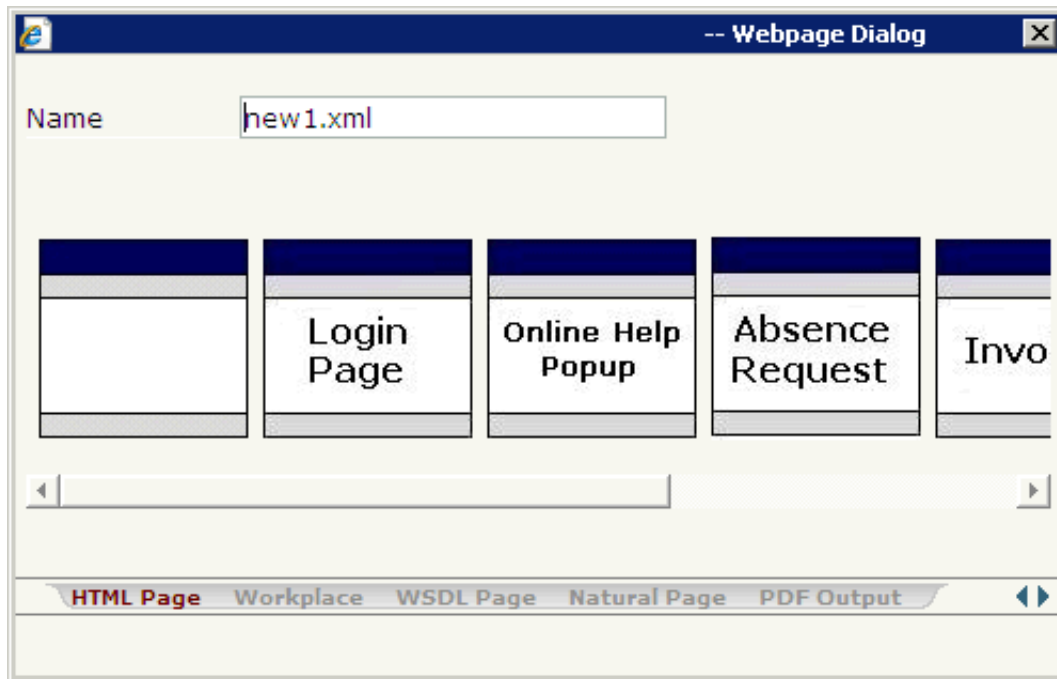 -- Webpage Dialog
Name new1.xml
Login
Page
Online Help
Popup
Absence
Request
Invo
HTML Page Workplace WSDL Page Natural Page PDF Output